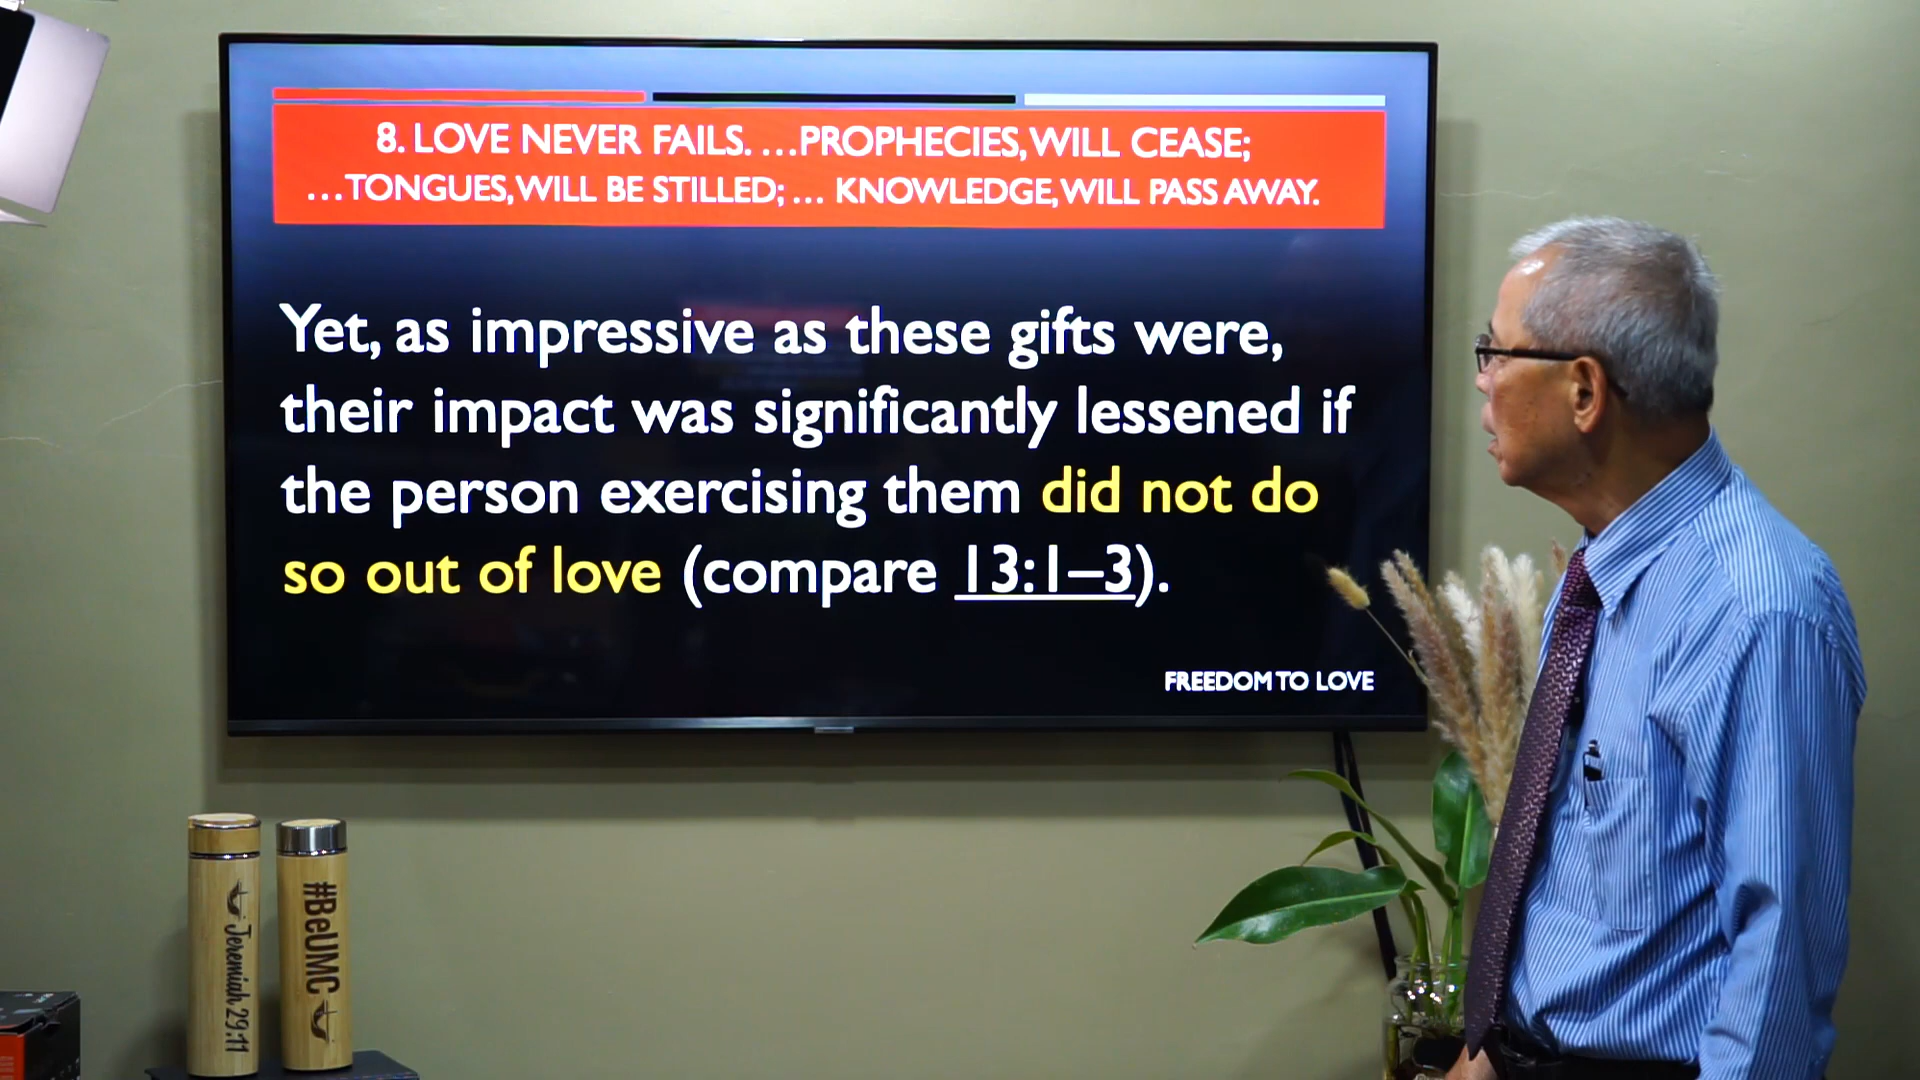 8. LOVE NEVER FAILS. …PROPHECIES, WILL CEASE;
…TONGUES, WILL BE STILLED; … KNOWLEDGE, WILL PASS AWAY.
Yet, as impressive as these gifts were,
their impact was significantly lessened if
the person exercising them did not do
so out of love (compare 13:1–3).
FREEDOM TO LOVE
Jeremiah 29:11
#BeUMC